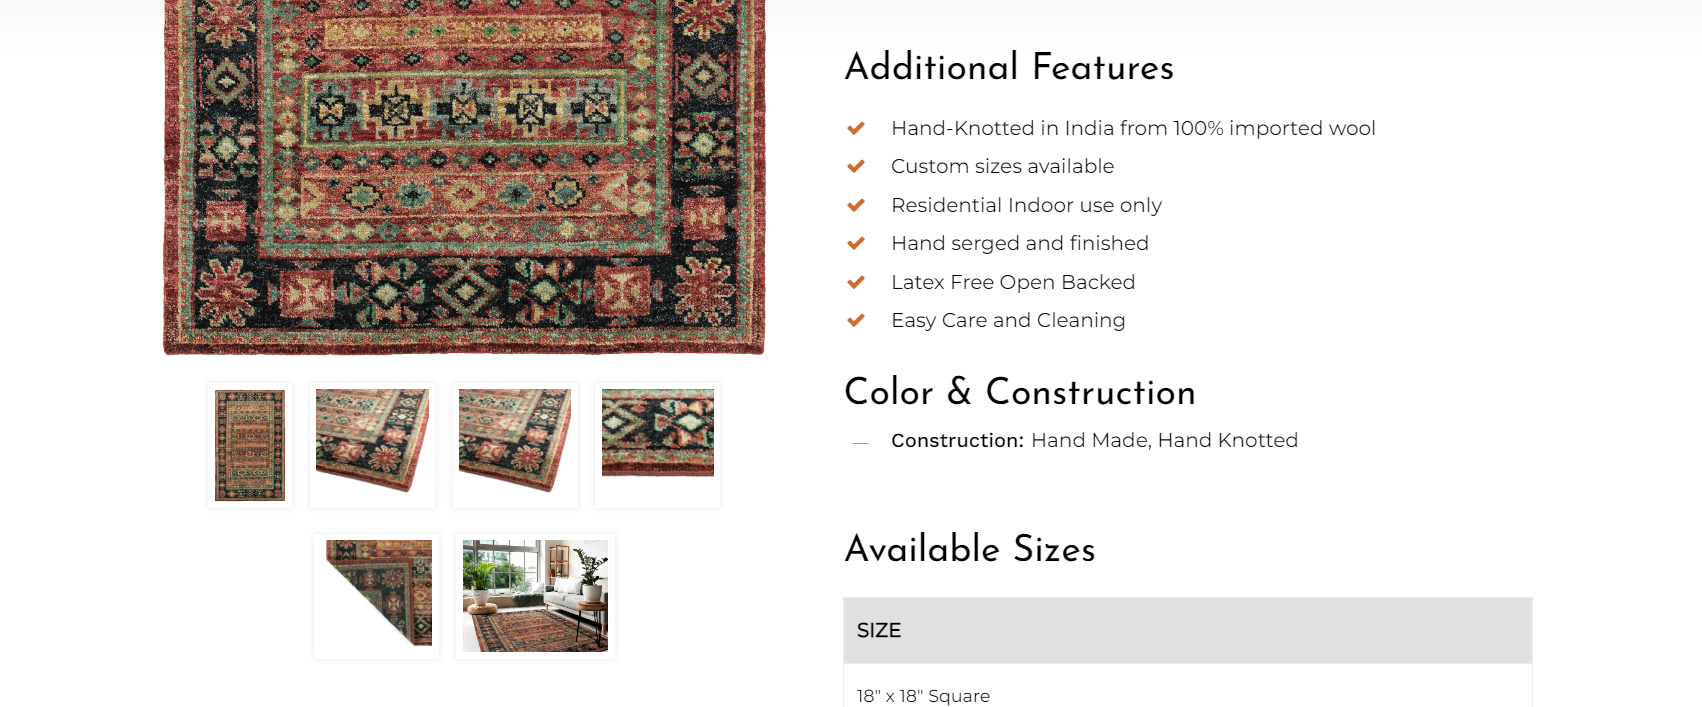 Additional Features
Hand-Knotted in India from 100% imported wool
Custom sizes available
Residential Indoor use only
Hand serged and finished
Latex Free Open Backed
Easy Care and Cleaning
Color & Construction
Construction: Hand Made, Hand Knotted
Available Sizes
SIZE
18" x 18" Square